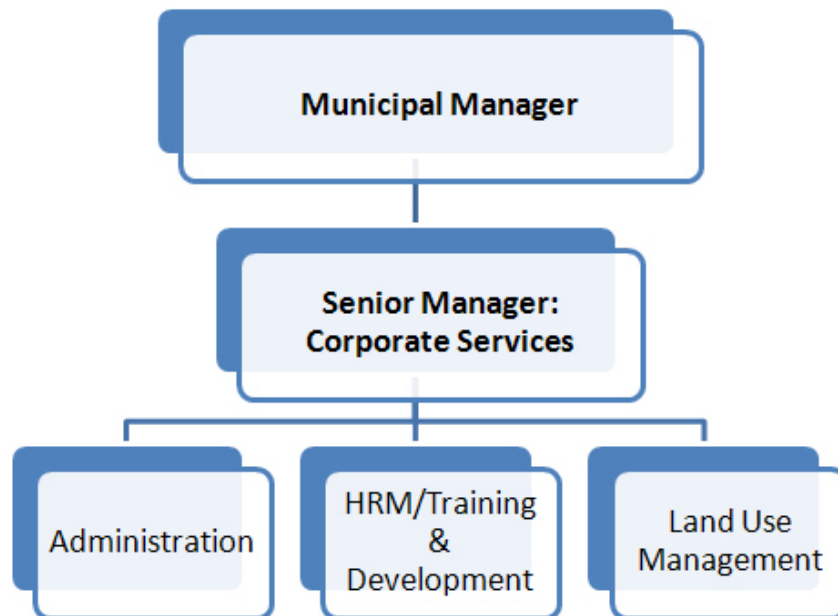 Municipal Manager
Senior Manager:
Corporate Services
Administration
HRM/Training
&
Development
Land Use
Management